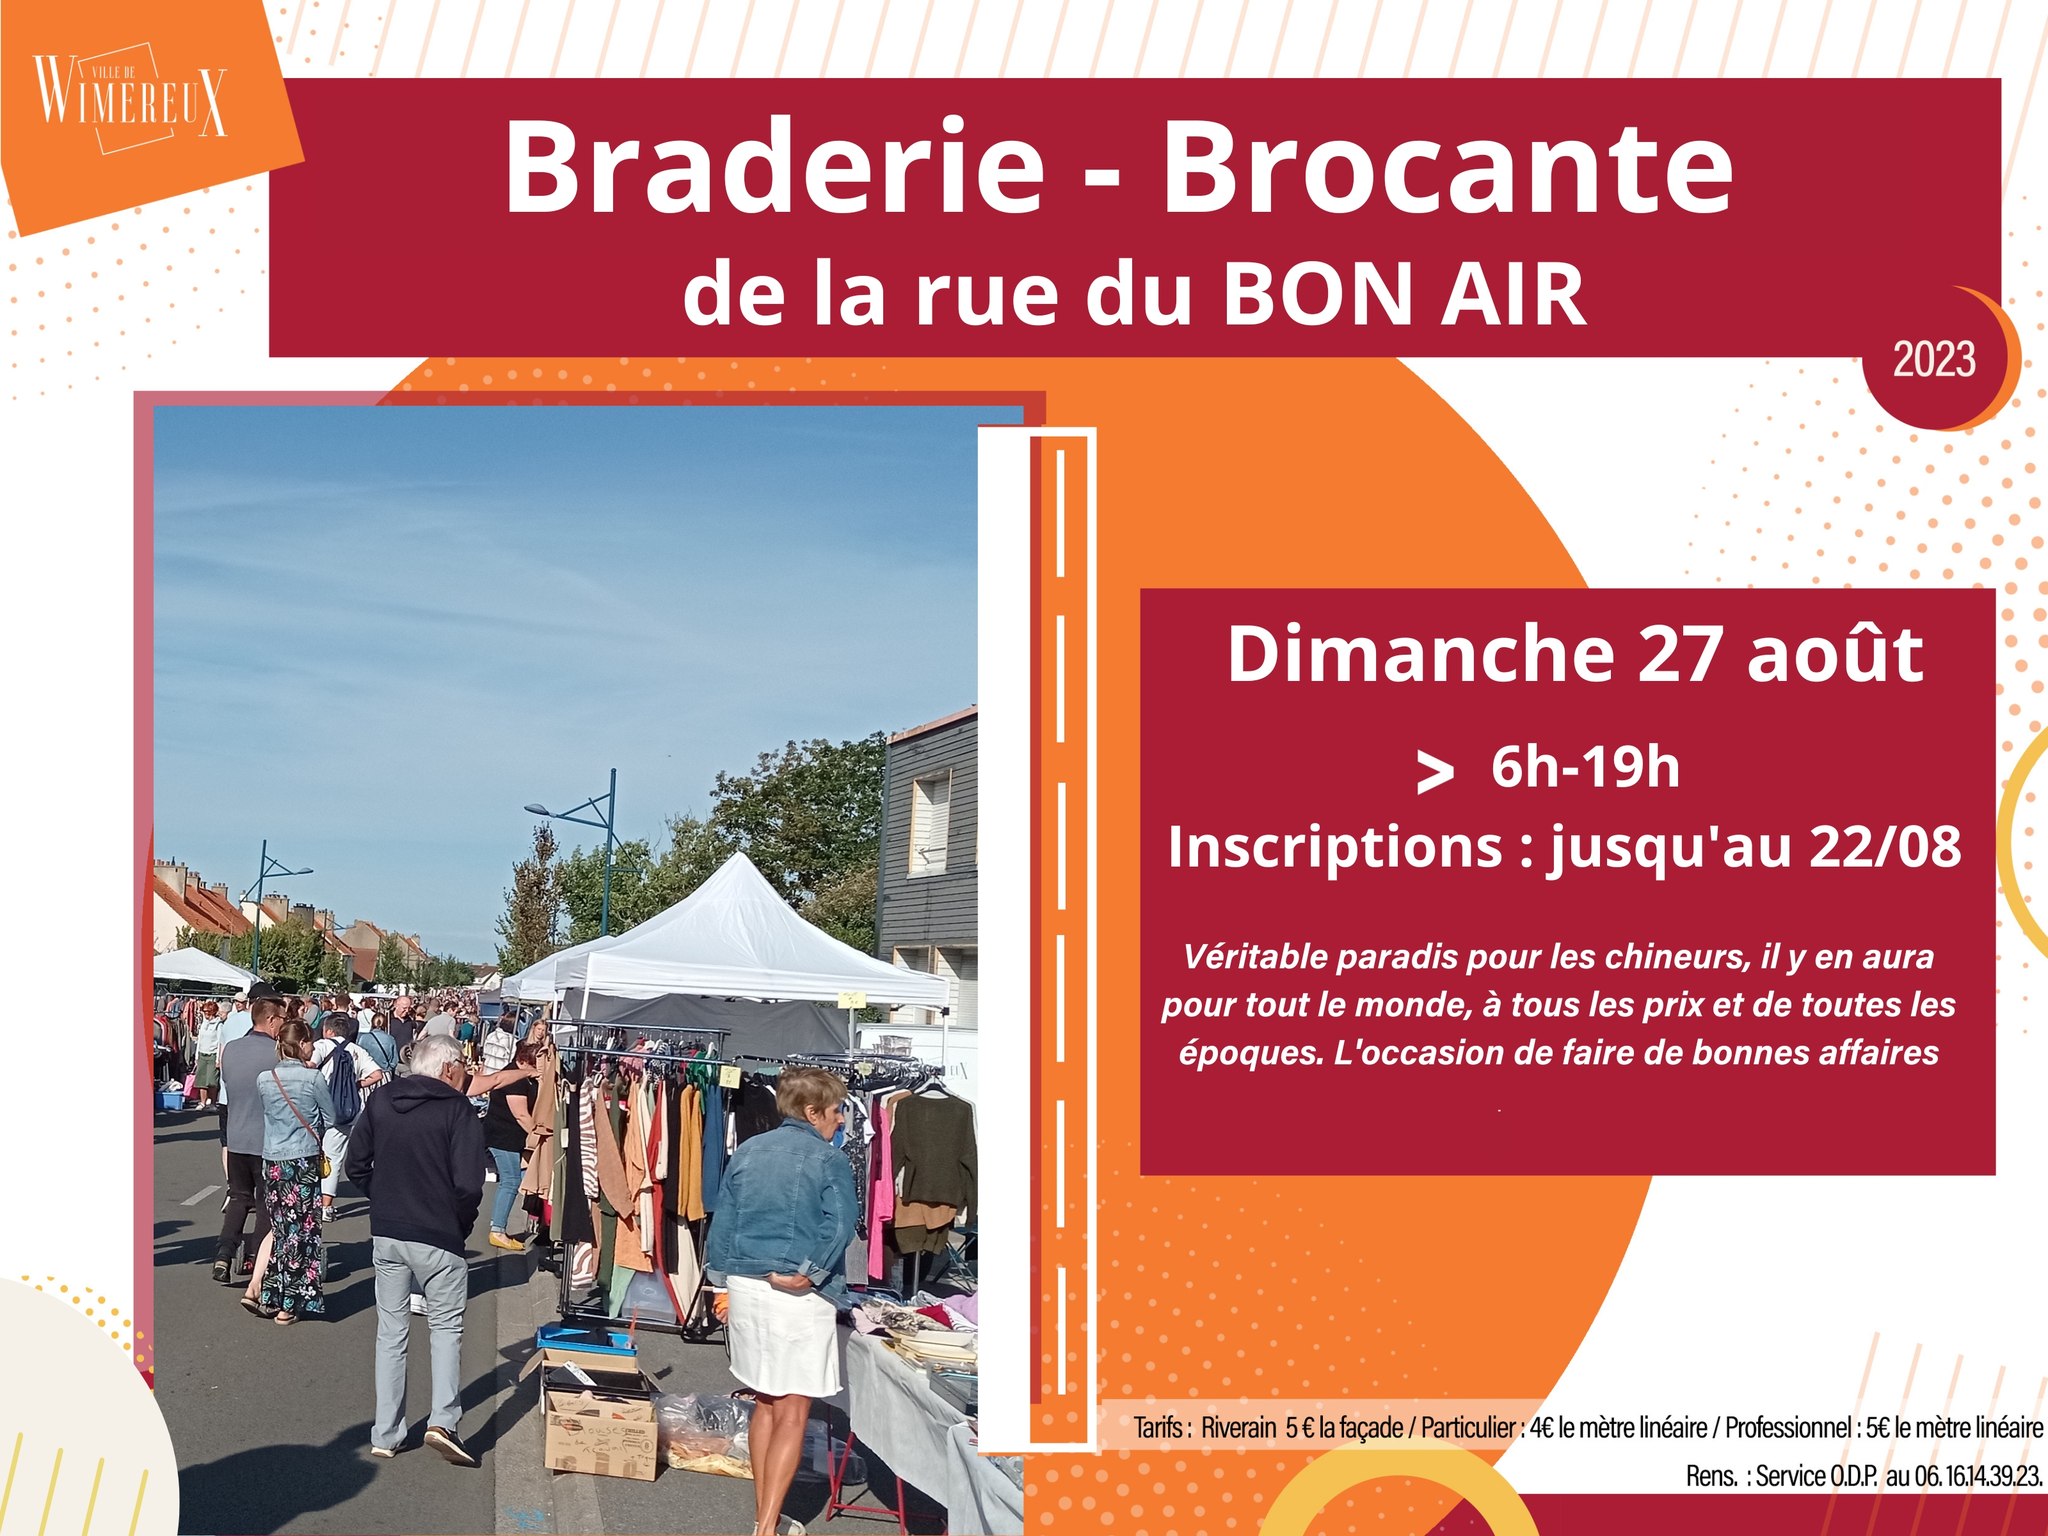 VILLE DE
WIMEREUX
Braderie - Brocante
de la rue du BON AIR
2023
Dimanche 27 août
> 6h-19h
Inscriptions : jusqu'au 22/08
Véritable paradis pour les chineurs, il y en aura
pour tout le monde, à tous les prix et de toutes les
époques. L'occasion de faire de bonnes affaires
.
Tarifs : Riverain 5 € la façade / Particulier : 4€ le mètre linéaire / Professionnel : 5€ le mètre linéaire
Rens. : Service O.D.P. au 06.16.14.39.23.